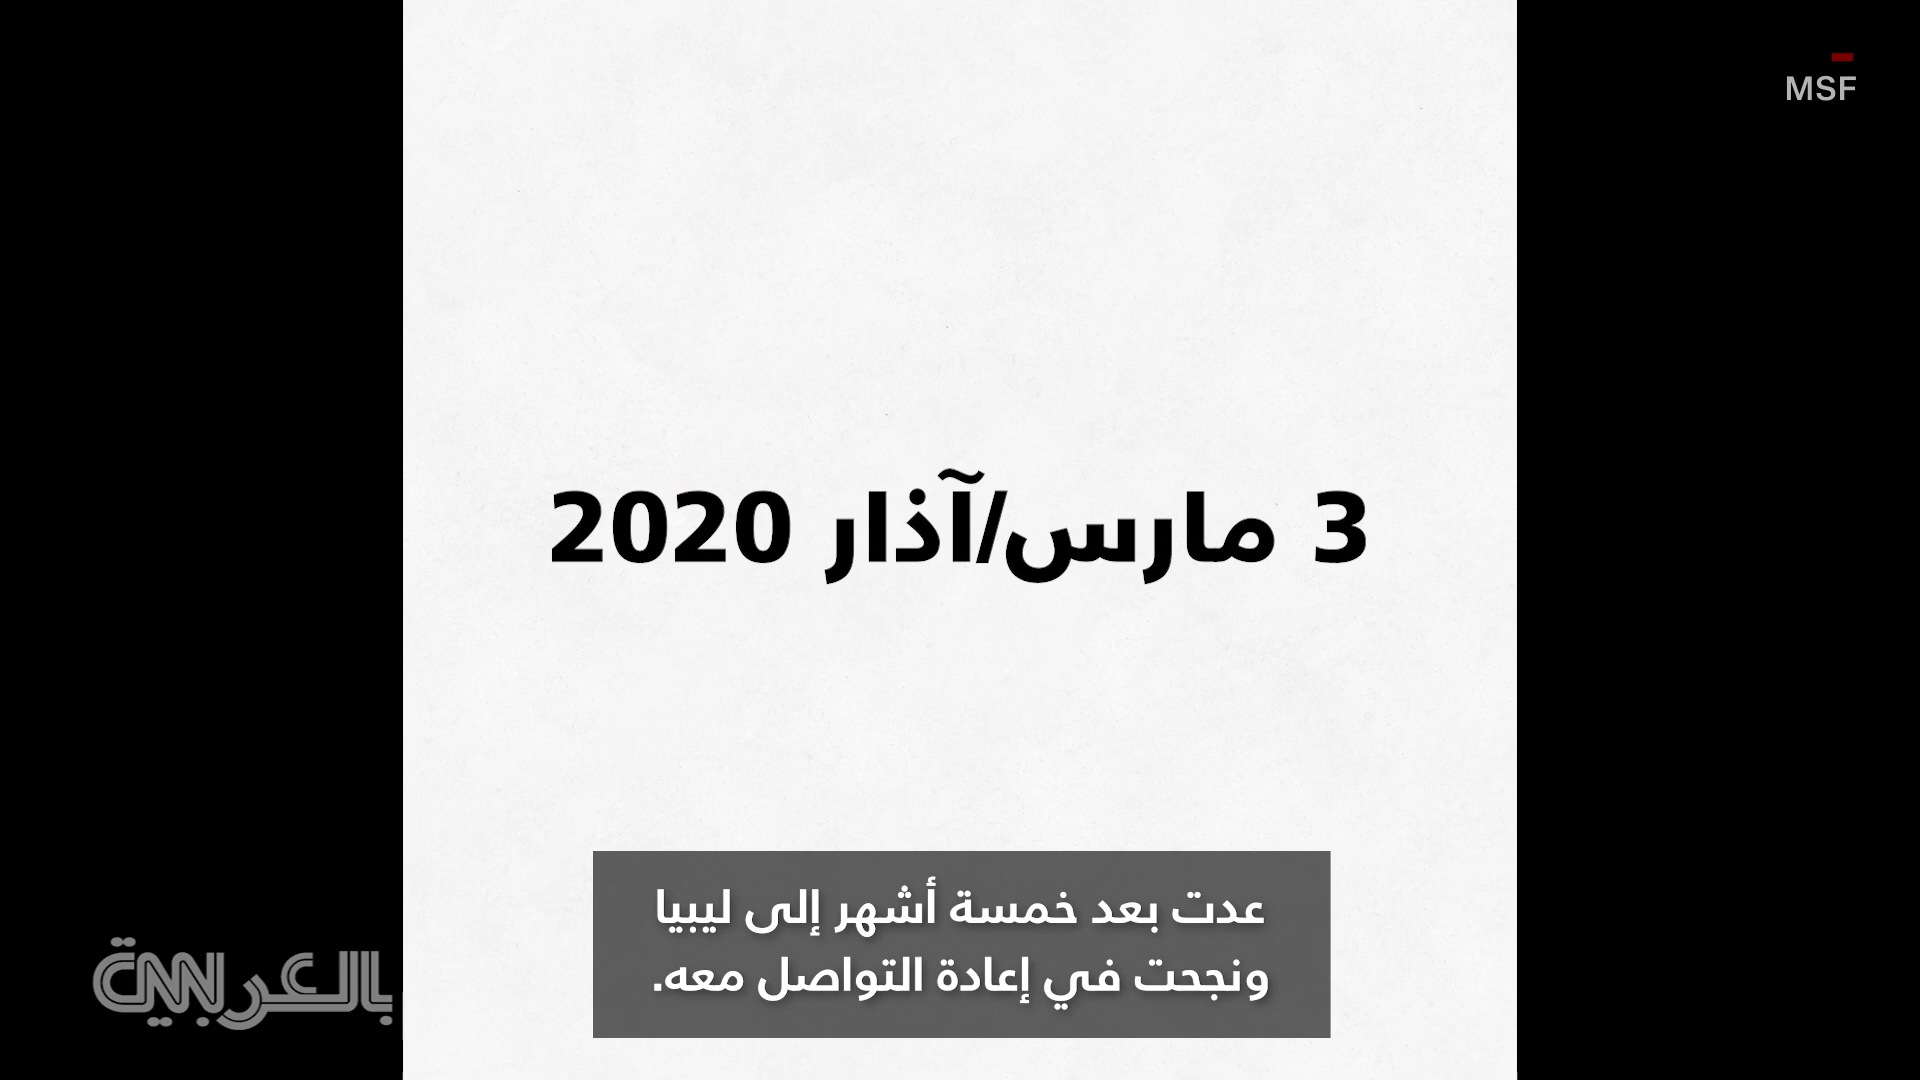 MSF
3 مارس/آذار 2020
عدت بعد خمسة أشهر إلى ليبيا
ونجحت في إعادة التواصل معه.
CNN بالعربية